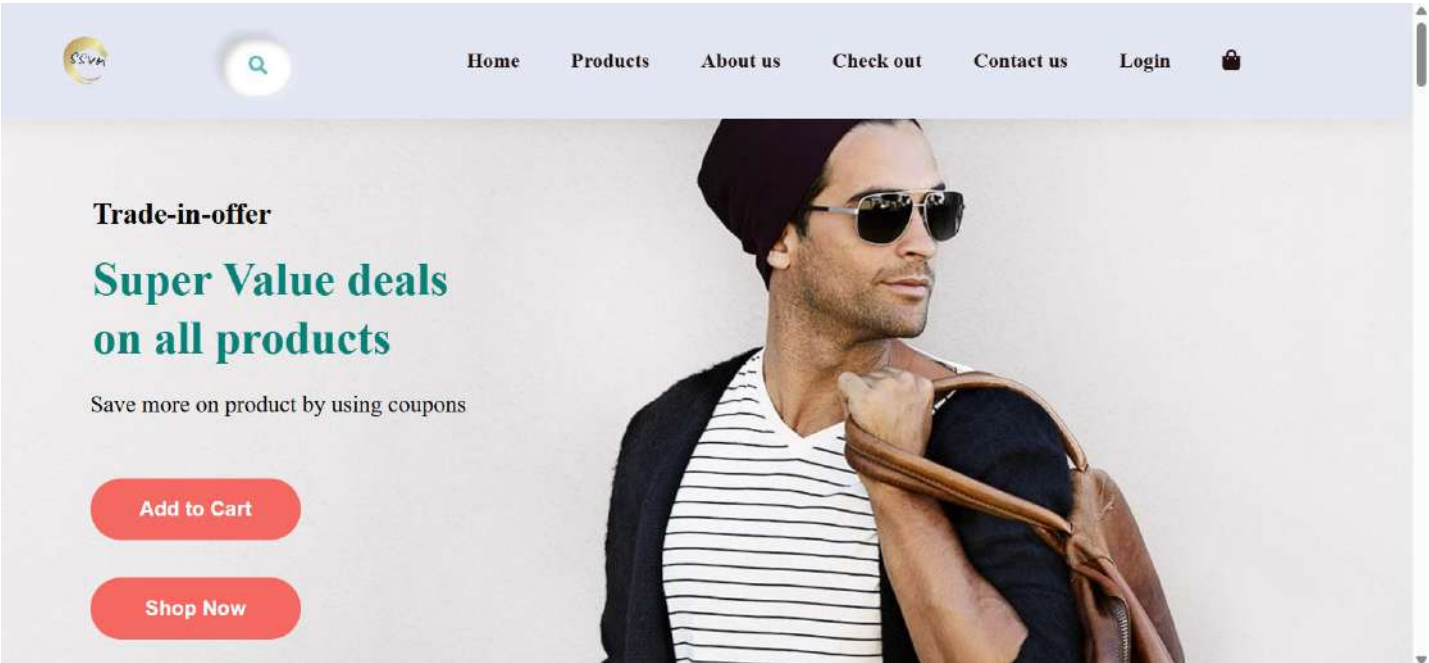 SSVM
Home Products About us Check out Contact us Login
Trade-in-offer
Super Value deals
on all products
Save more on product by using coupons
Add to Cart
Shop Now